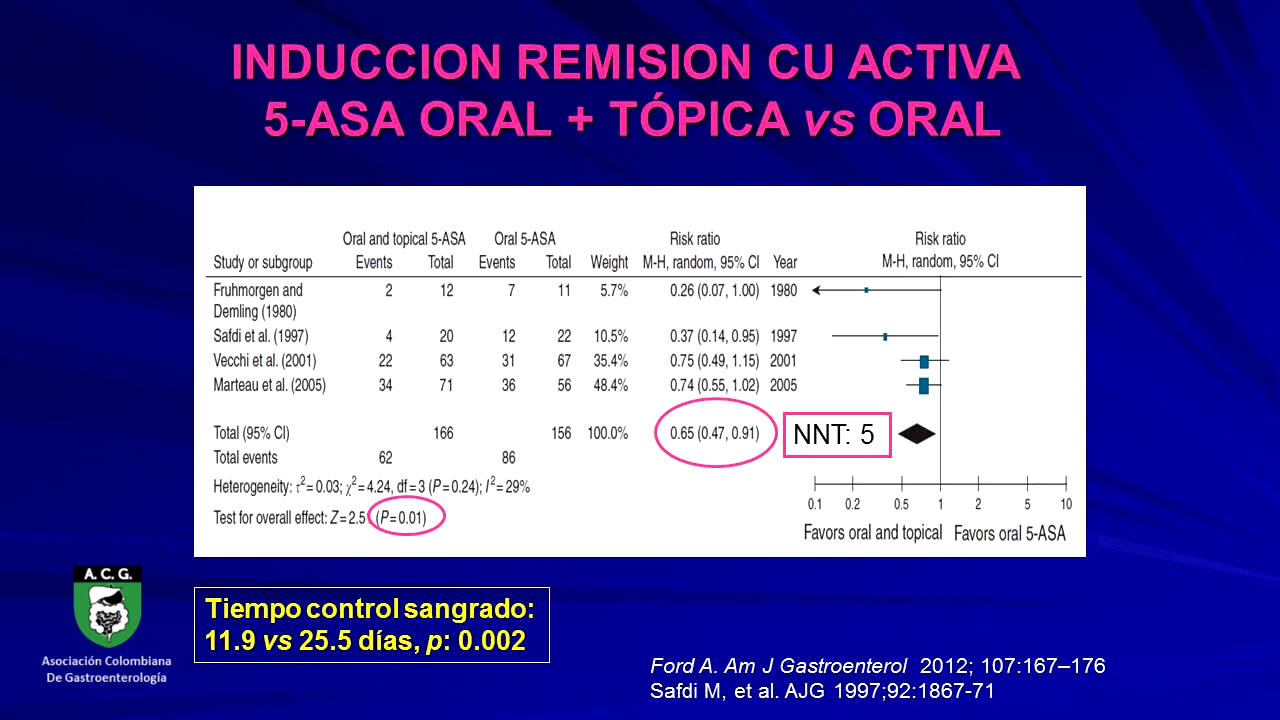 INDUCCION REMISION CU ACTIVA
5-ASA ORAL + TÓPICA vs ORAL
Oral and topical 5-ASA Oral 5-ASA Risk ratio Risk ratio
Study or subgroup Events Total Events Total Weight M-H, random, 95% CI Year M-H, random, 95% CI
Fruhmorgen and 2 12 7 11 5.7% 0.26 (0.07, 1.00) 1980
Demling (1980)
Safdi et al. (1997) 4 20 12 22 10.5% 0.37 (0.14, 0.95) 1997
Vecchi et al. (2001) 22 63 31 67 35.4% 0.75 (0.49, 1.15) 2001
Marteau et al. (2005) 34 71 36 56 48.4% 0.74 (0.55, 1.02) 2005
Total (95% CI) 166 156 100.0% 0.65 (0.47, 0.91) NNT: 5
Total events 62 86
Heterogeneity: τ²=0.03; χ²=4.24, df=3 (P=0.24); I²=29%
0.1 0.2 0.5 1 2 5 10
Test for overall effect: Z=2.5 (P=0.01)
Favors oral and topical Favors oral 5-ASA
A. C. G.
Asociación Colombiana
De Gastroenterología
Tiempo control sangrado:
11.9 vs 25.5 días, p: 0.002
Ford A. Am J Gastroenterol 2012; 107:167–176
Safdi M, et al. AJG 1997;92:1867-71